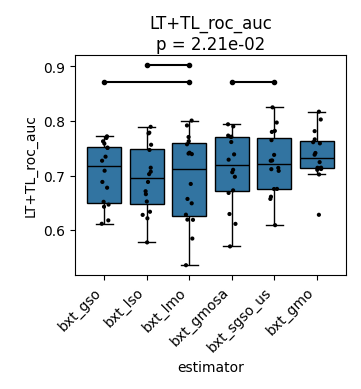 LT+TL_roc_auc
p = 2.21e-02
LT+TL_roc_auc
0.9
0.8
0.7
0.6
bxt_gso
bxt_lso
bxt_lmo
bxt_gmosa
bxt_sgso_us
bxt_gmo
estimator